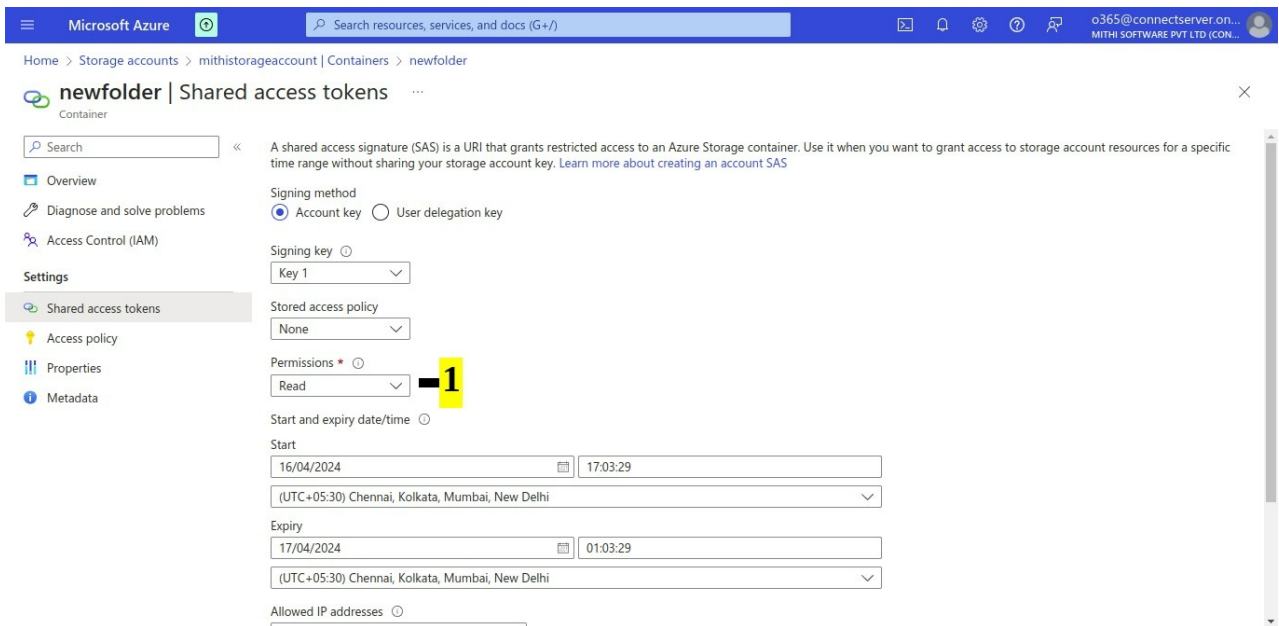 Microsoft Azure
Search resources, services, and docs (G+/)
o365@connectserver.on...
MITHI SOFTWARE PVT LTD (CON...
Home > Storage accounts > mithistorageaccount | Containers > newfolder
newfolder | Shared access tokens ...
Container
Search
«
Overview
Diagnose and solve problems
Access Control (IAM)
Settings
Shared access tokens
Access policy
Properties
Metadata
A shared access signature (SAS) is a URI that grants restricted access to an Azure Storage container. Use it when you want to grant access to storage account resources for a specific
time range without sharing your storage account key. Learn more about creating an account SAS
Signing method
Account key User delegation key
Signing key
Key 1
Stored access policy
None
Permissions *
Read
1
Start and expiry date/time
Start
16/04/2024 17:03:29
(UTC+05:30) Chennai, Kolkata, Mumbai, New Delhi
Expiry
17/04/2024 01:03:29
(UTC+05:30) Chennai, Kolkata, Mumbai, New Delhi
Allowed IP addresses